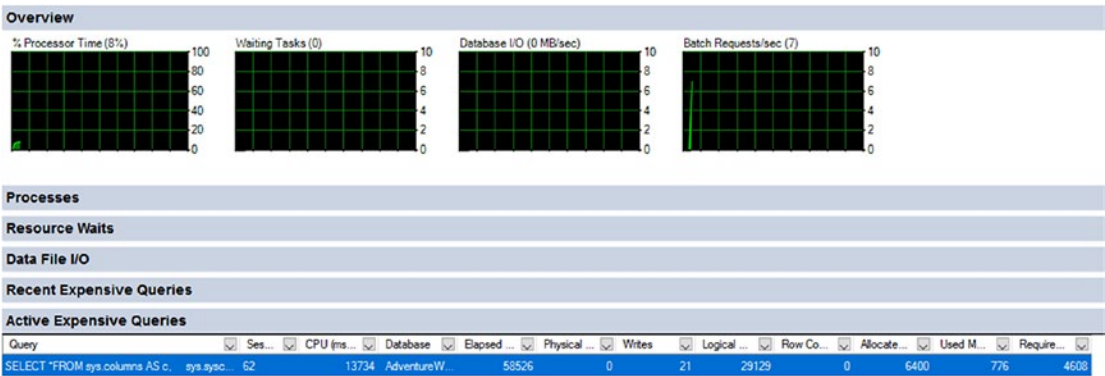 Overview
% Processor Time (8%) Waiting Tasks (0) Database I/O (0 MB/sec) Batch Requests/sec (7)
100 10 10 10
80 8 8 8
60 6 6 6
40 4 4 4
20 2 2 2
0 0 0 0
Processes
Resource Waits
Data File I/O
Recent Expensive Queries
Active Expensive Queries
Query Ses... CPU (ms... Database Elapsed ... Physical ... Writes Logical ... Row Co... Allocate... Used M... Require...
SELECT *FROM sys.columns AS c, sys.sysc... 62 13734 AdventureW... 58526 0 21 29129 0 6400 776 4608